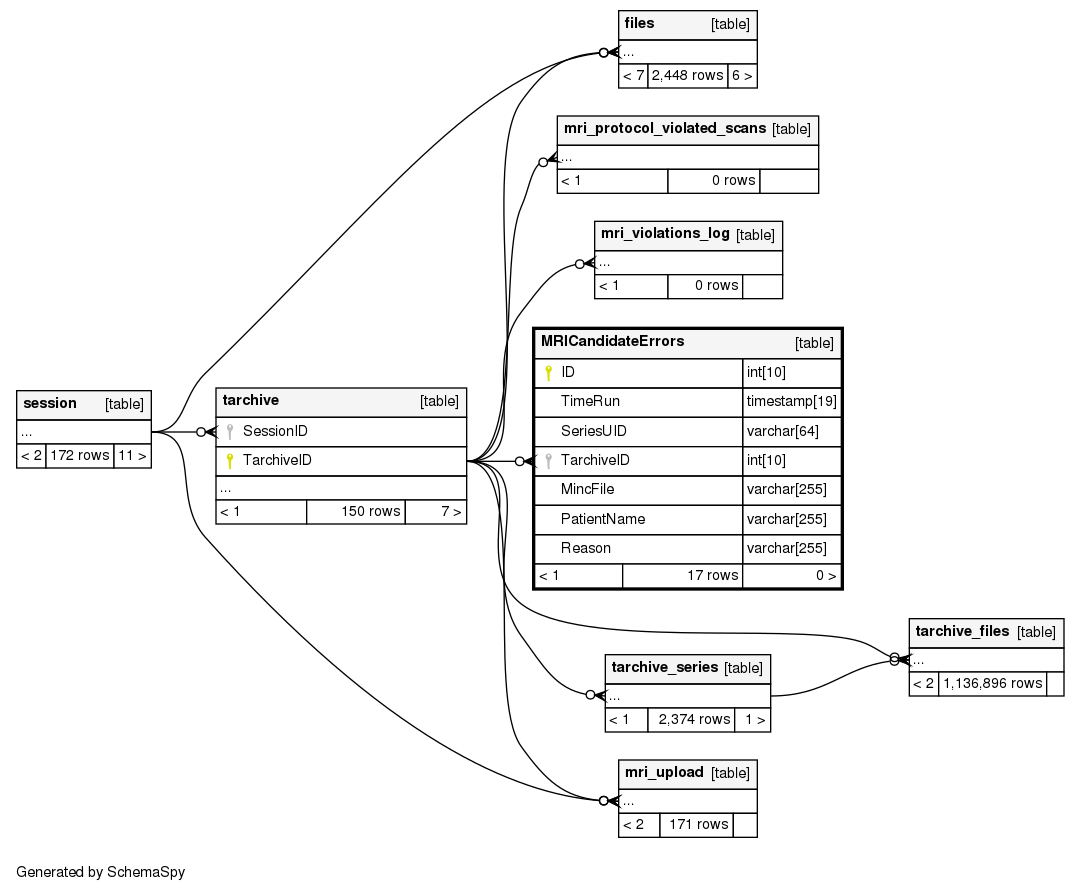 files [table]
...
< 7 2,448 rows 6 >
mri_protocol_violated_scans [table]
...
< 1 0 rows
mri_violations_log [table]
...
< 1 0 rows
MRICandidateErrors [table]
ID int[10]
TimeRun timestamp[19]
SeriesUID varchar[64]
TarchiveID int[10]
MincFile varchar[255]
PatientName varchar[255]
Reason varchar[255]
< 1 17 rows 0 >
session [table]
...
< 2 172 rows 11 >
tarchive [table]
SessionID
TarchiveID
...
< 1 150 rows 7 >
tarchive_files [table]
...
< 2 1,136,896 rows
tarchive_series [table]
...
< 1 2,374 rows 1 >
mri_upload [table]
...
< 2 171 rows
Generated by SchemaSpy